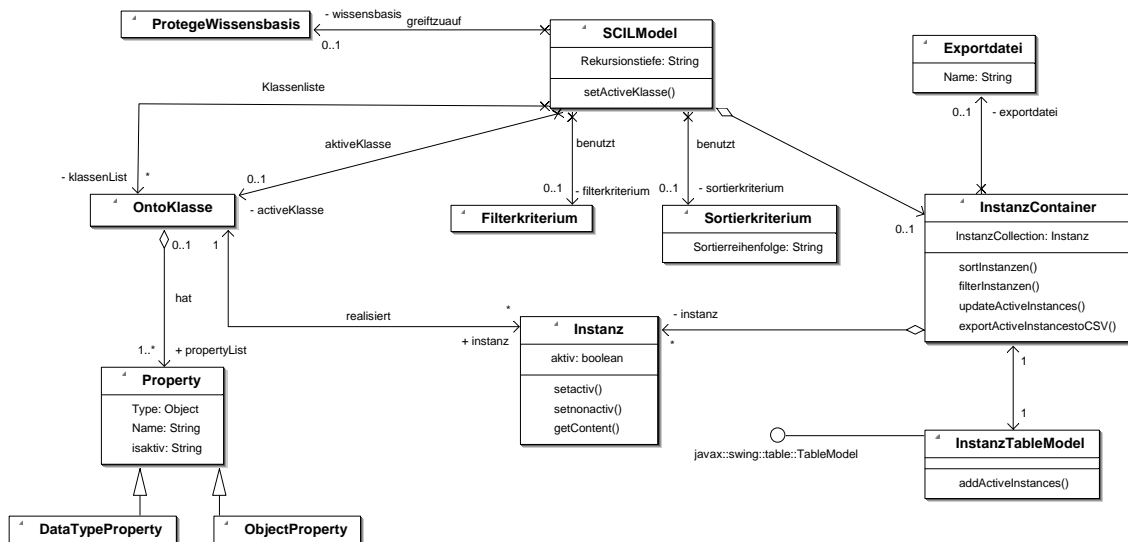 ProtegeWissensbasis
- wissensbasis
greiftzuauf
0..1
SCILModel
Rekursionstiefe: String
setActiveKlasse()
Exportdatei
Name: String
0..1
- exportdatei
Klassenliste
aktiveKlasse
benutzt
benutzt
- klassenList
*
0..1
- activeKlasse
0..1
- filterkriterium
0..1
- sortierkriterium
OntoKlasse
Filterkriterium
Sortierkriterium
Sortierreihenfolge: String
0..1
InstanzContainer
InstanzCollection: Instanz
sortInstanzen()
filterInstanzen()
updateActiveInstances()
exportActiveInstancestoCSV()
0..1
1
hat
realisiert
*
+ instanz
- instanz
*
Instanz
aktiv: boolean
setactiv()
setnonactiv()
getContent()
1..*
+ propertyList
Property
Type: Object
Name: String
isaktiv: String
1
1
javax::swing::table::TableModel
InstanzTableModel
addActiveInstances()
DataTypeProperty
ObjectProperty